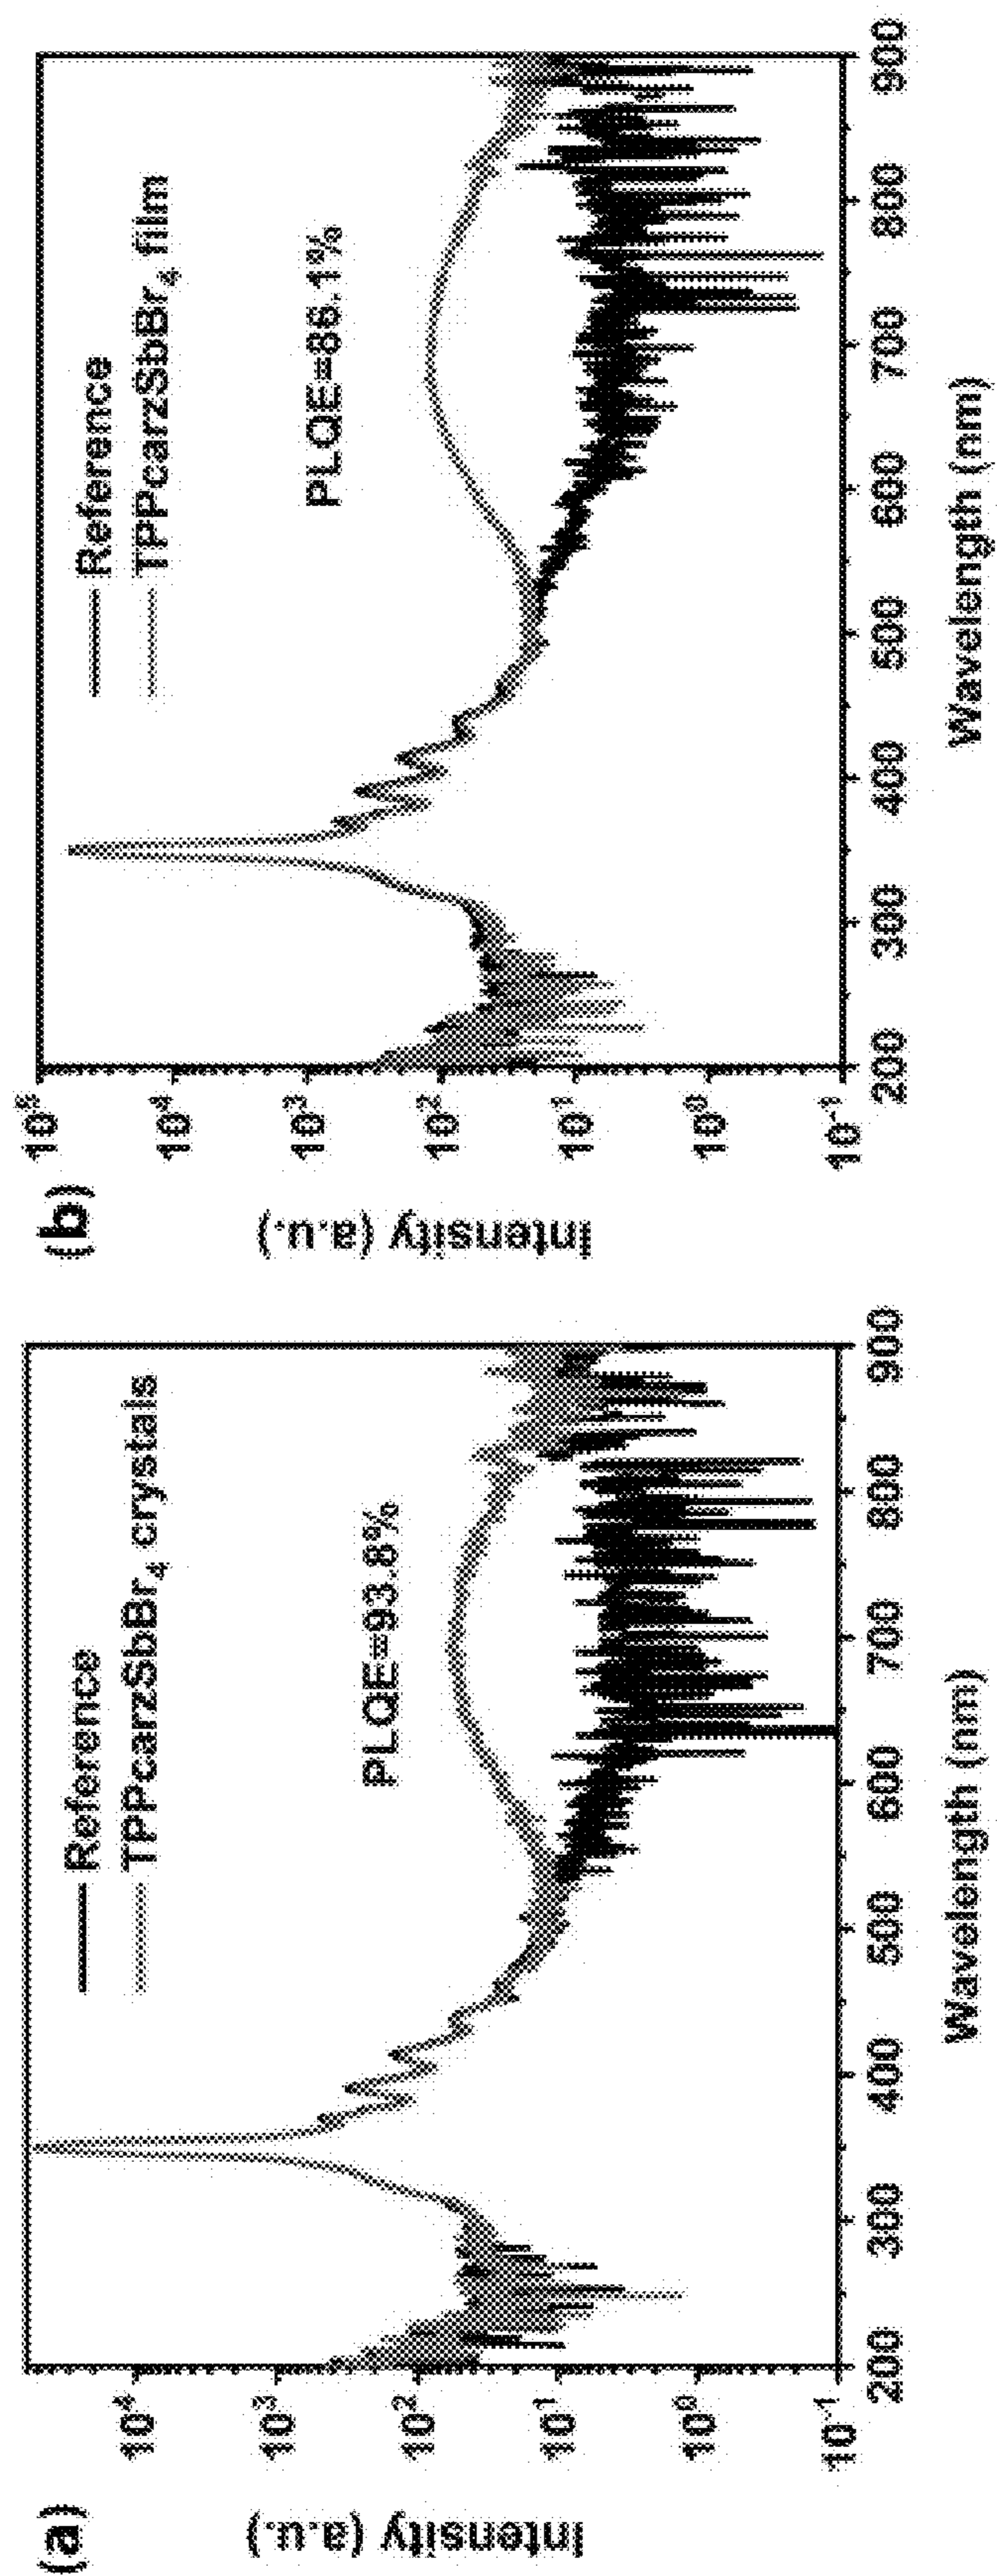 (a)
Intensity (a.u.)
10⁴
10³
10²
10¹
10⁰
10⁻¹
Reference
TPPcarzSbBr₄ crystals
PLQE=93.8%
200 300 400 500 600 700 800 900
Wavelength (nm)
(b)
Intensity (a.u.)
10⁵
10⁴
10³
10²
10¹
10⁰
10⁻¹
Reference
TPPcarzSbBr₄ film
PLQE=86.1%
200 300 400 500 600 700 800 900
Wavelength (nm)